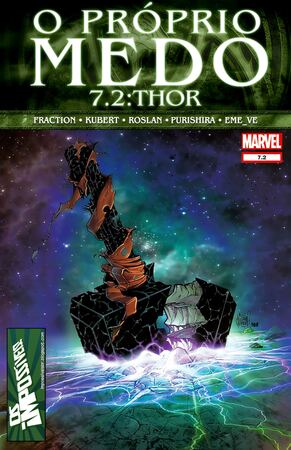 O PRÓPRIO
MEDO
7.2:THOR
FRACTION • KUBERT • ROSLAN • PURISHIRA • EME_VE
MARVEL
7.2
OS IMPOSSÍVEIS